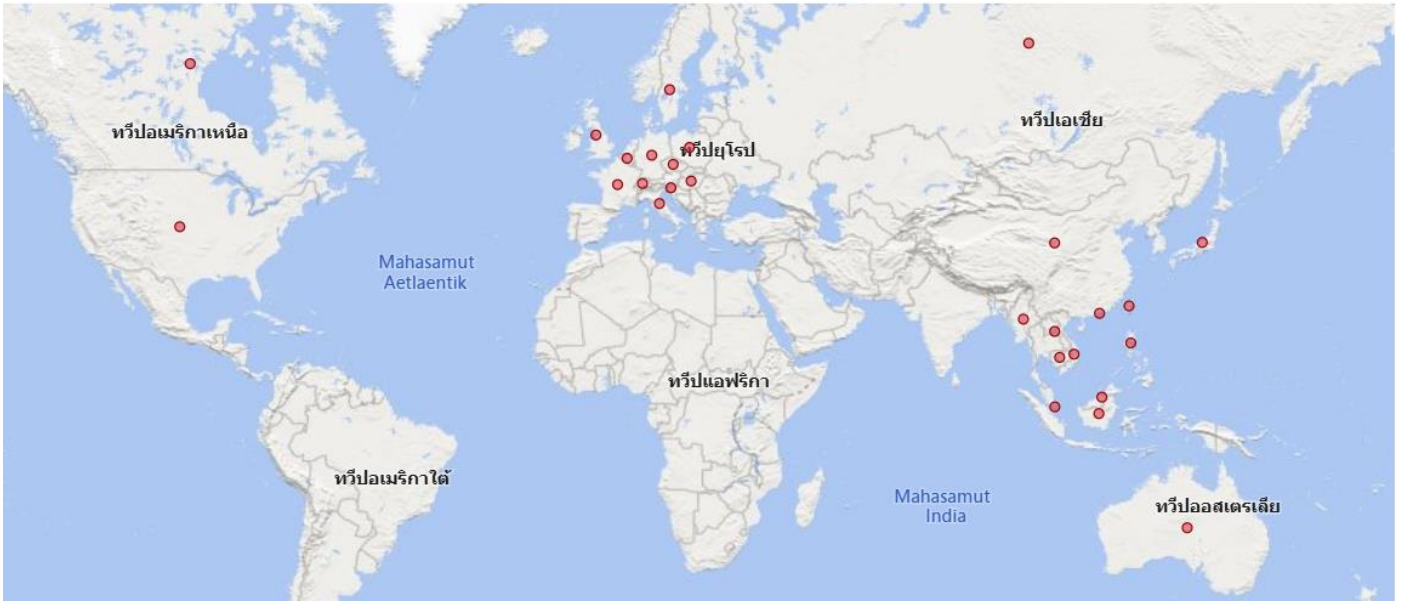 ทวีปอเมริกาเหนือ
ทวีปเอเชีย
ทวีปยุโรป
Mahasamut
Aetlaentik
ทวีปแอฟริกา
ทวีปอเมริกาใต้
Mahasamut
India
ทวีปออสเตรเลีย